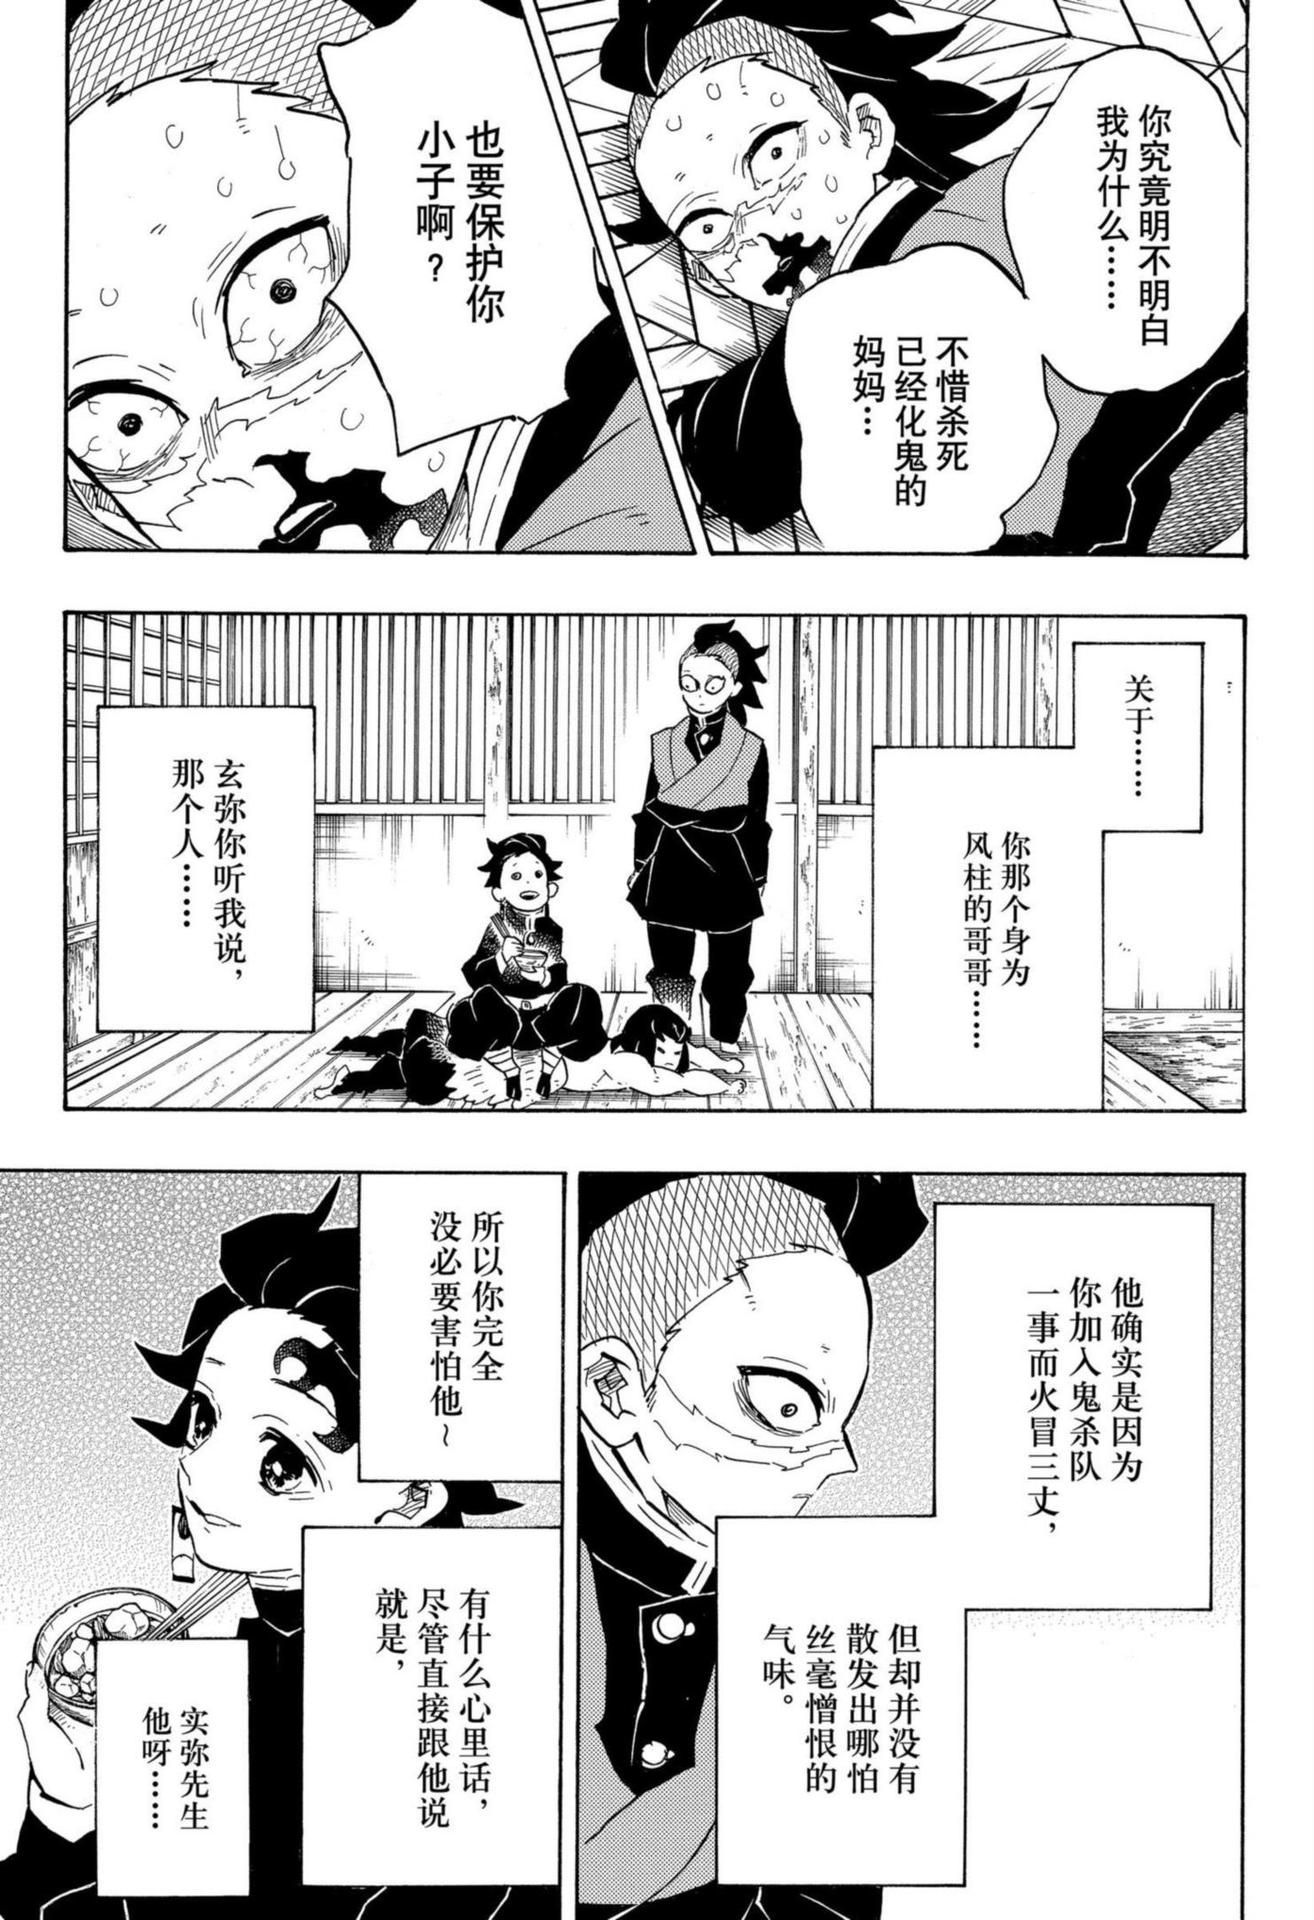 你究竟明不明白
我为什么……
不惜杀死
已经化鬼的
妈妈…
也要保护你
小子啊？
关于……
你那个身为
风柱的哥哥……
玄弥你听我说，
那个人……
他确实是因为
你加入鬼杀队
一事而火冒三丈，
但却并没有
散发出哪怕
丝毫憎恨的
气味。
所以你完全
没必要害怕他~
有什么心里话，
尽管直接跟他说
就是，
实弥先生
他呀……